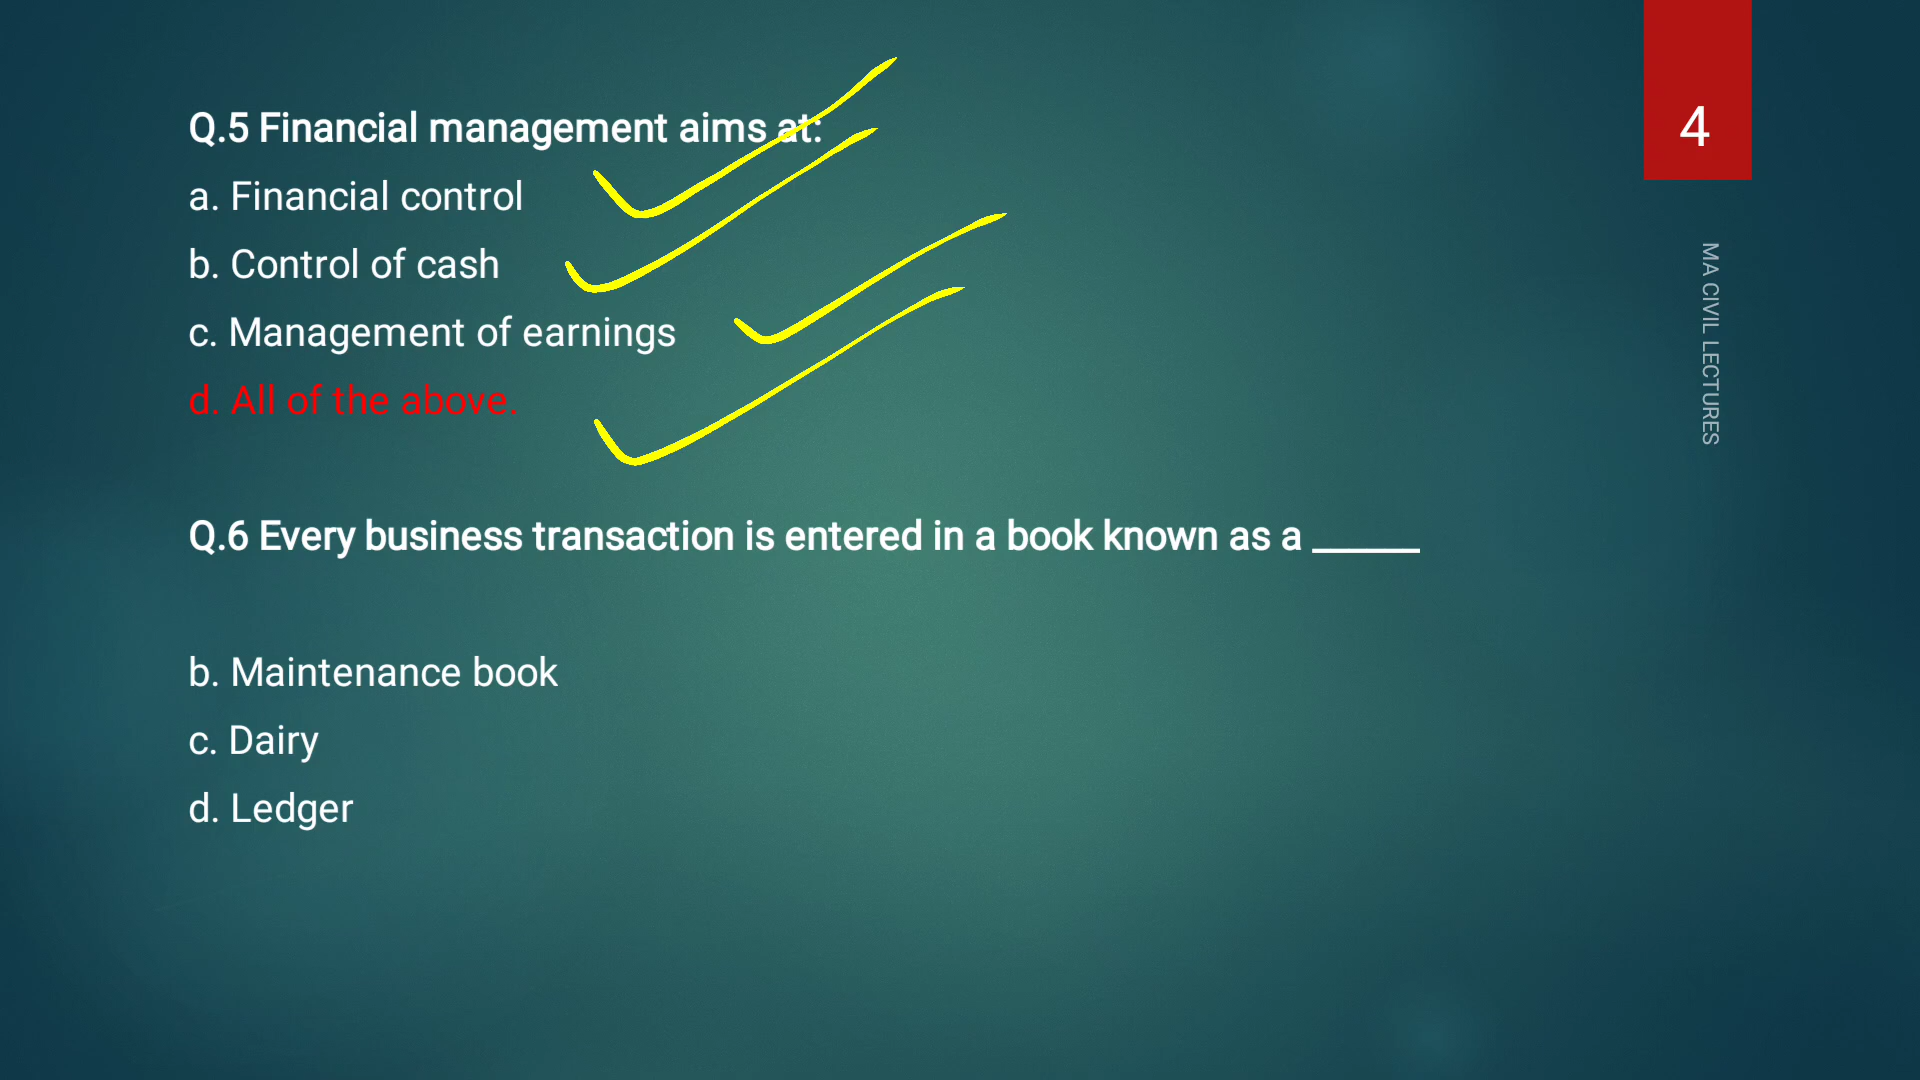 4
Q.5 Financial management aims at:
a. Financial control
b. Control of cash
c. Management of earnings
d. All of the above.
Q.6 Every business transaction is entered in a book known as a ______
b. Maintenance book
c. Dairy
d. Ledger
MA CIVIL LECTURES